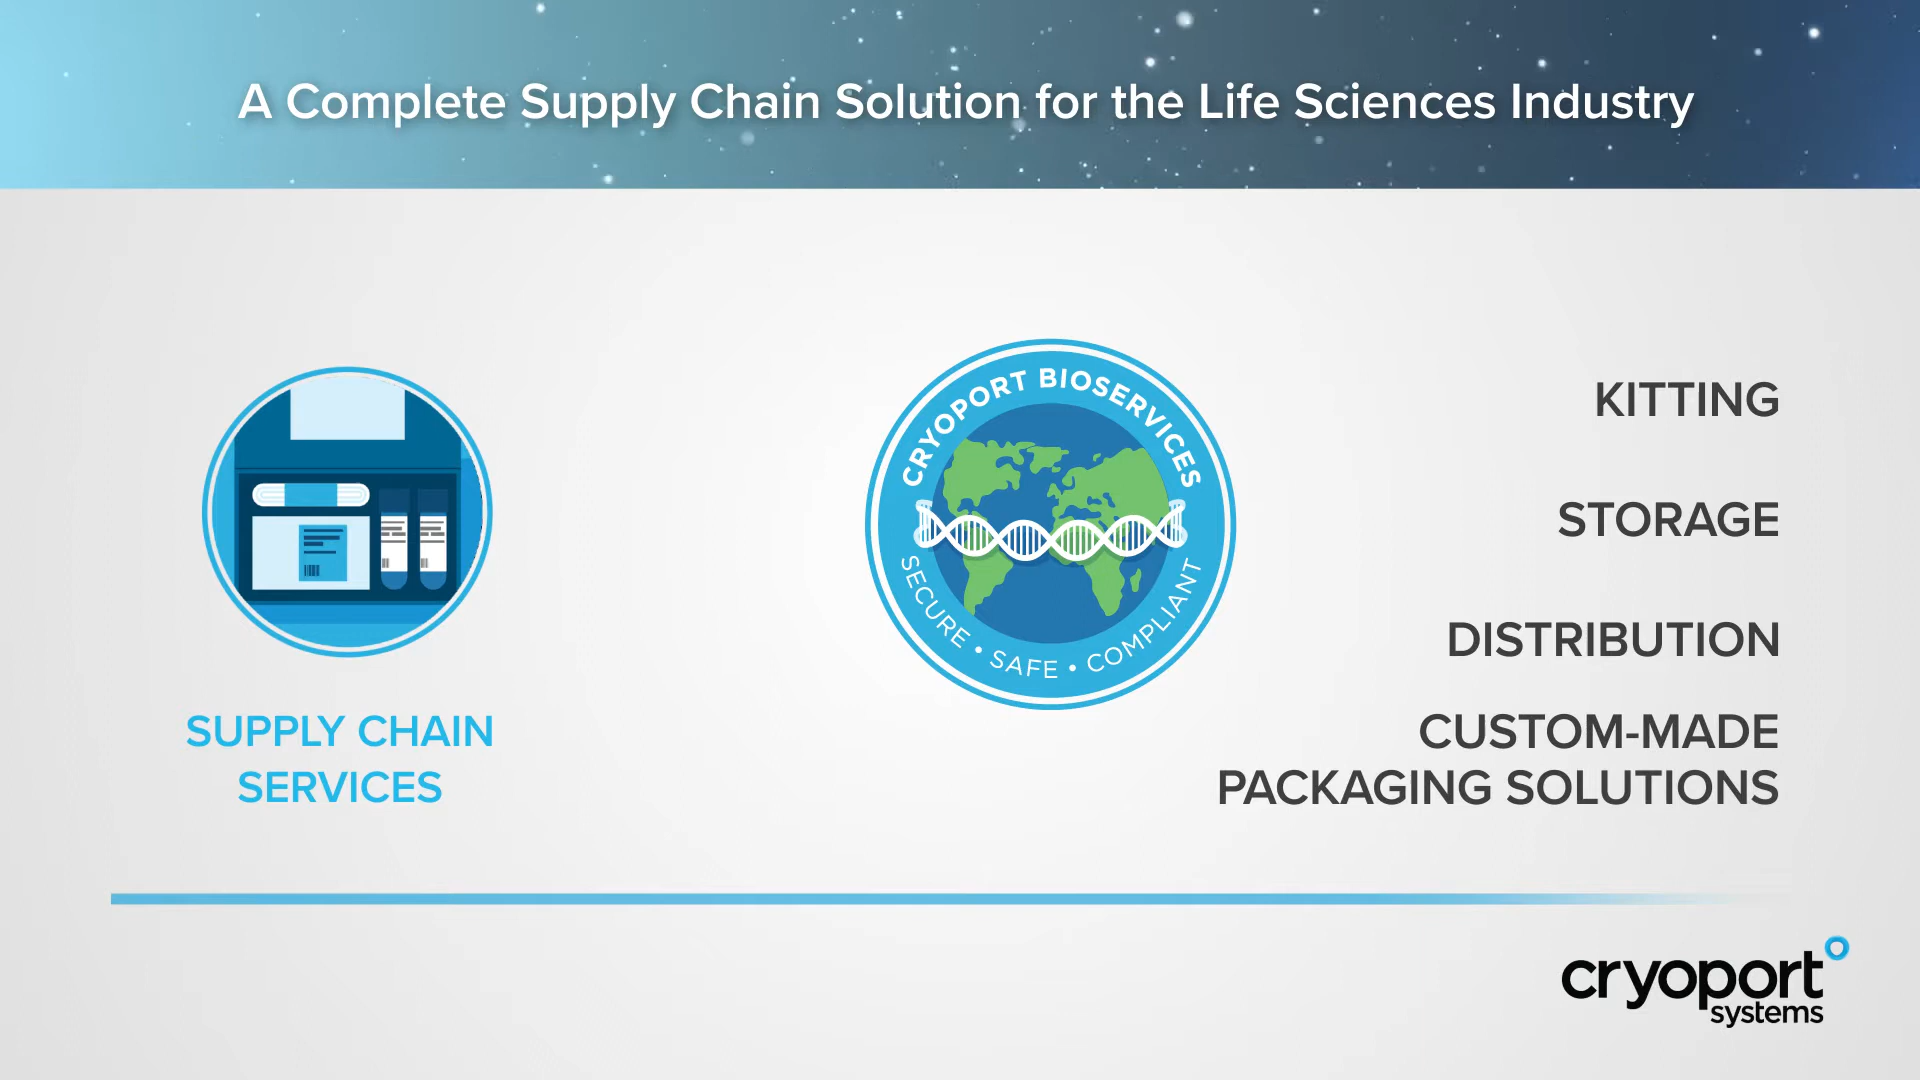 A Complete Supply Chain Solution for the Life Sciences Industry
SUPPLY CHAIN
SERVICES
CRYOPORT BIOSERVICES
SECURE • SAFE • COMPLIANT
KITTING
STORAGE
DISTRIBUTION
CUSTOM-MADE
PACKAGING SOLUTIONS
cryoport
systems